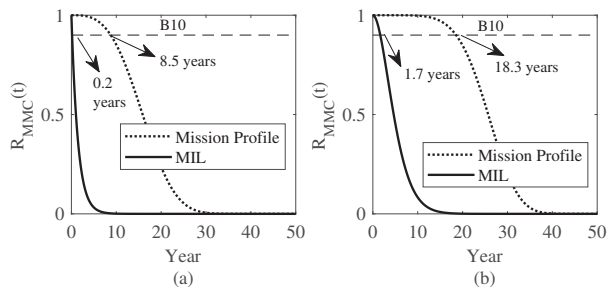 1
B10
8.5 years
0.2
years
0.5
R_MMC(t)
Mission Profile
MIL
0
0 10 20 30 40 50
Year
(a)
1
B10
1.7 years
18.3 years
0.5
R_MMC(t)
Mission Profile
MIL
0
0 10 20 30 40 50
Year
(b)